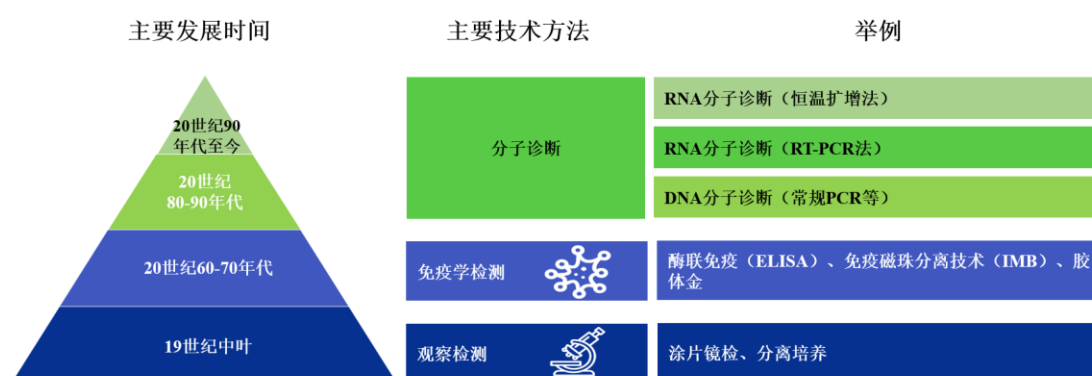 主要发展时间
主要技术方法
举例
20世纪90
年代至今
20世纪
80-90年代
20世纪60-70年代
19世纪中叶
分子诊断
免疫学检测
观察检测
RNA分子诊断（恒温扩增法）
RNA分子诊断（RT-PCR法）
DNA分子诊断（常规PCR等）
酶联免疫（ELISA）、免疫磁珠分离技术（IMB）、胶
体金
涂片镜检、分离培养